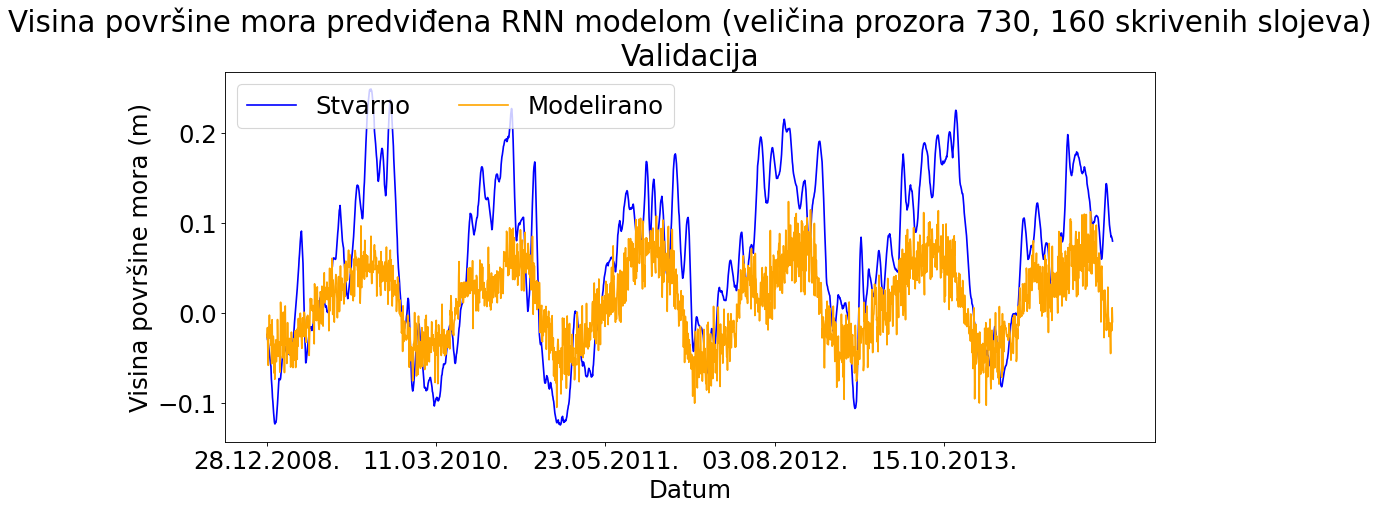 Visina površine mora predviđena RNN modelom (veličina prozora 730, 160 skrivenih slojeva)
Validacija
Stvarno
Modelirano
Visina površine mora (m)
0.2
0.1
0.0
−0.1
28.12.2008.
11.03.2010.
23.05.2011.
03.08.2012.
15.10.2013.
Datum